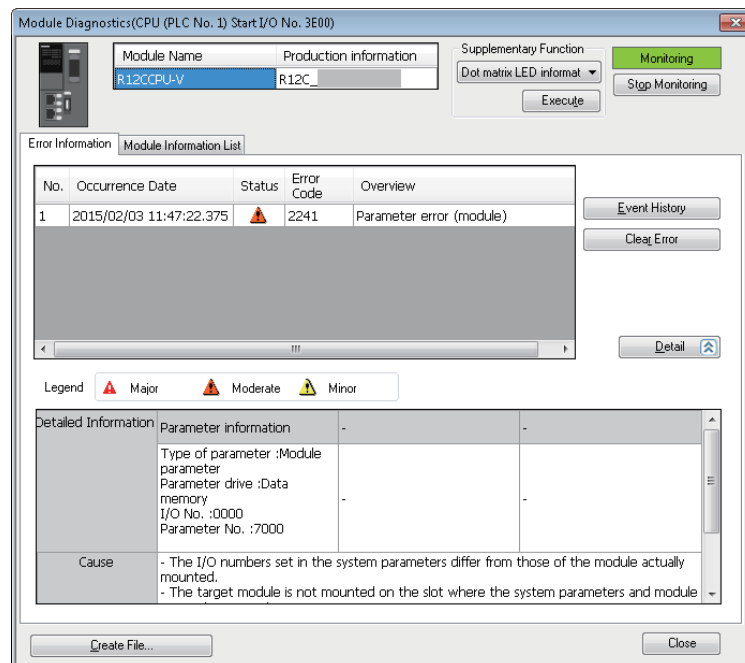 Module Diagnostics(CPU (PLC No. 1) Start I/O No. 3E00)
Module Name Production information
R12CCPU-V R12C_
Supplementary Function
Dot matrix LED informat
Execute
Monitoring
Stop Monitoring
Error Information Module Information List
No. Occurrence Date Status Error Code Overview
1 2015/02/03 11:47:22.375 2241 Parameter error (module)
Event History
Clear Error
Detail
Legend Major Moderate Minor
Detailed Information Parameter information - -
Type of parameter :Module
parameter
Parameter drive :Data
memory
I/O No. :0000
Parameter No. :7000
- -
Cause - The I/O numbers set in the system parameters differ from those of the module actually
mounted.
- The target module is not mounted on the slot where the system parameters and module
Create File...
Close